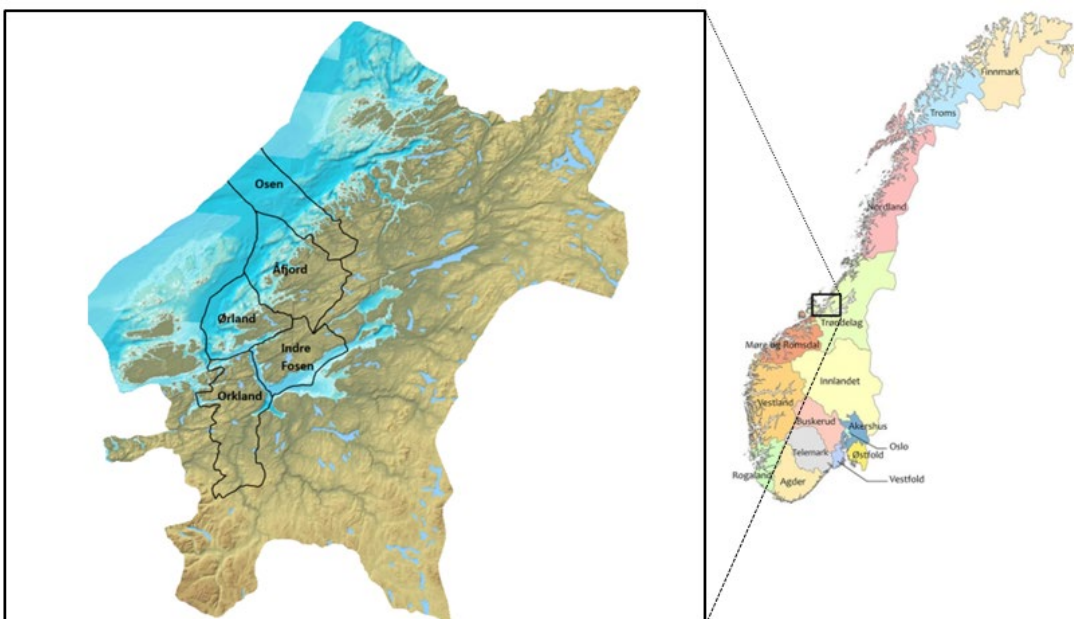 Osen
Åfjord
Ørland
Indre
Fosen
Orkland
Finnmark
Troms
Nordland
Trøndelag
Møre og Romsdal
Innlandet
Vestland
Buskerud
Akershus
Oslo
Telemark
Østfold
Rogaland
Agder
Vestfold